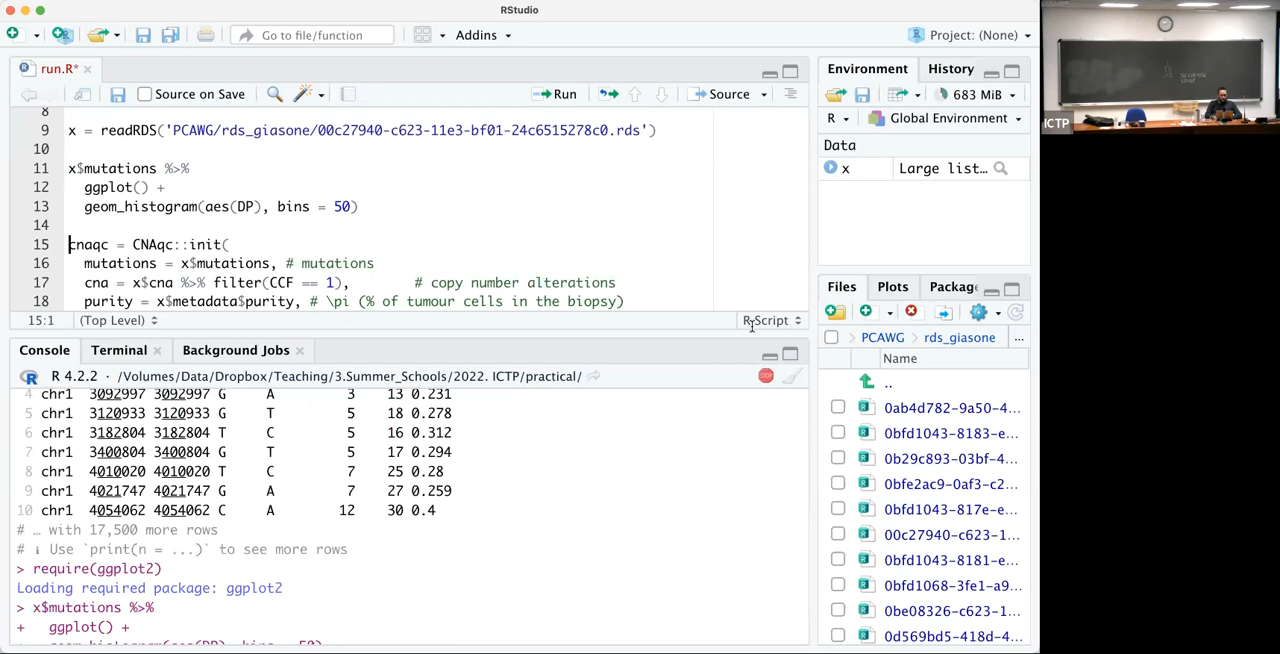 RStudio
Go to file/function
Addins
Project: (None)
run.R*
Source on Save
Run
Source
8
9 x = readRDS('PCAWG/rds_giasone/00c27940-c623-11e3-bf01-24c6515278c0.rds')
10
11 x$mutations %>%
12 ggplot() +
13 geom_histogram(aes(DP), bins = 50)
14
15 cnaqc = CNAqc::init(
16 mutations = x$mutations, # mutations
17 cna = x$cna %>% filter(CCF == 1), # copy number alterations
18 purity = x$metadata$purity, # \pi (% of tumour cells in the biopsy)
15:1 (Top Level)
R Script
Console Terminal Background Jobs
R 4.2.2 · /Volumes/Data/Dropbox/Teaching/3.Summer_Schools/2022. ICTP/practical/
4 chr1 3092997 3092997 G A 3 13 0.231
5 chr1 3120933 3120933 G T 5 18 0.278
6 chr1 3182804 3182804 T C 5 16 0.312
7 chr1 3400804 3400804 G T 5 17 0.294
8 chr1 4010020 4010020 T C 7 25 0.28
9 chr1 4021747 4021747 G A 7 27 0.259
10 chr1 4054062 4054062 C A 12 30 0.4
# … with 17,500 more rows
# ℹ Use `print(n = ...)` to see more rows
> require(ggplot2)
Loading required package: ggplot2
> x$mutations %>%
+ ggplot() +
+ geom_histogram(aes(DP), bins = 50)
Environment History
683 MiB
R Global Environment
Data
x Large list…
Files Plots Package
PCAWG rds_giasone ...
Name
..
0ab4d782-9a50-4...
0bfd1043-8183-e...
0b29c893-03bf-4...
0bfe2ac9-0af3-c2...
0bfd1043-817e-e...
00c27940-c623-1...
0bfd1043-8181-e...
0bfd1068-3fe1-a9...
0be08326-c623-1...
0d569bd5-418d-4...
ICTP